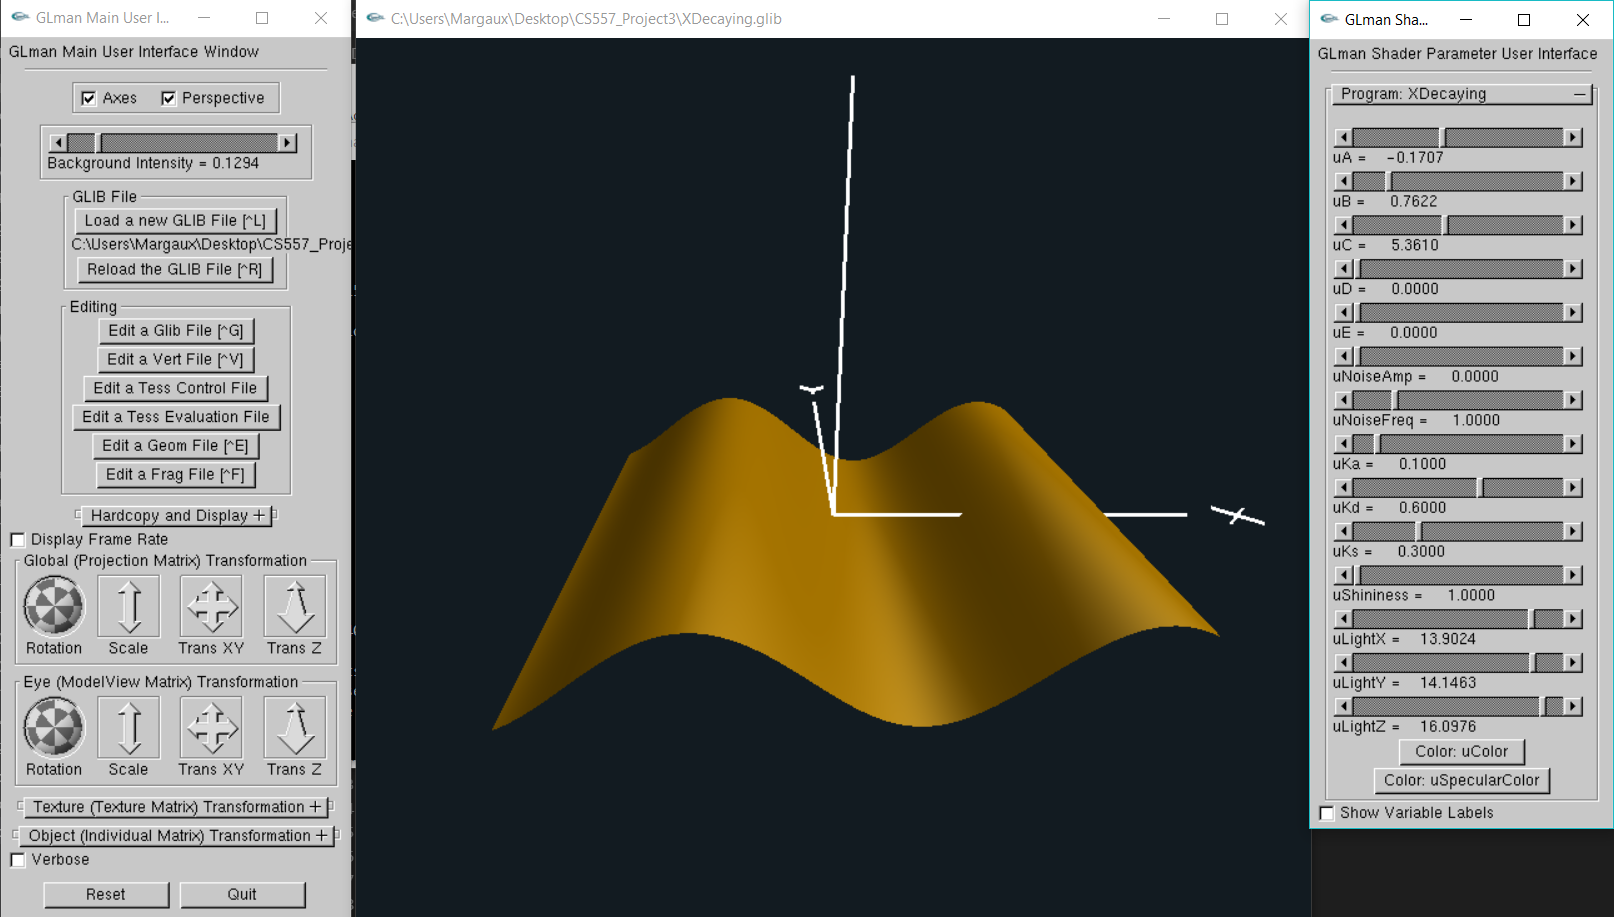 GLman Main User I...
GLman Main User Interface Window
Axes
Perspective
Background Intensity = 0.1294
GLIB File
Load a new GLIB File [^L]
C:\Users\Margaux\Desktop\CS557_Proje
Reload the GLIB File [^R]
Editing
Edit a Glib File [^G]
Edit a Vert File [^V]
Edit a Tess Control File
Edit a Tess Evaluation File
Edit a Geom File [^E]
Edit a Frag File [^F]
Hardcopy and Display +
Display Frame Rate
Global (Projection Matrix) Transformation
Rotation Scale Trans XY Trans Z
Eye (ModelView Matrix) Transformation
Rotation Scale Trans XY Trans Z
Texture (Texture Matrix) Transformation +
Object (Individual Matrix) Transformation +
Verbose
Reset
Quit
C:\Users\Margaux\Desktop\CS557_Project3\XDecaying.glib
X
GLman Sha...
GLman Shader Parameter User Interface
Program: XDecaying −
uA = -0.1707
uB = 0.7622
uC = 5.3610
uD = 0.0000
uE = 0.0000
uNoiseAmp = 0.0000
uNoiseFreq = 1.0000
uKa = 0.1000
uKd = 0.6000
uKs = 0.3000
uShininess = 1.0000
uLightX = 13.9024
uLightY = 14.1463
uLightZ = 16.0976
Color: uColor
Color: uSpecularColor
Show Variable Labels